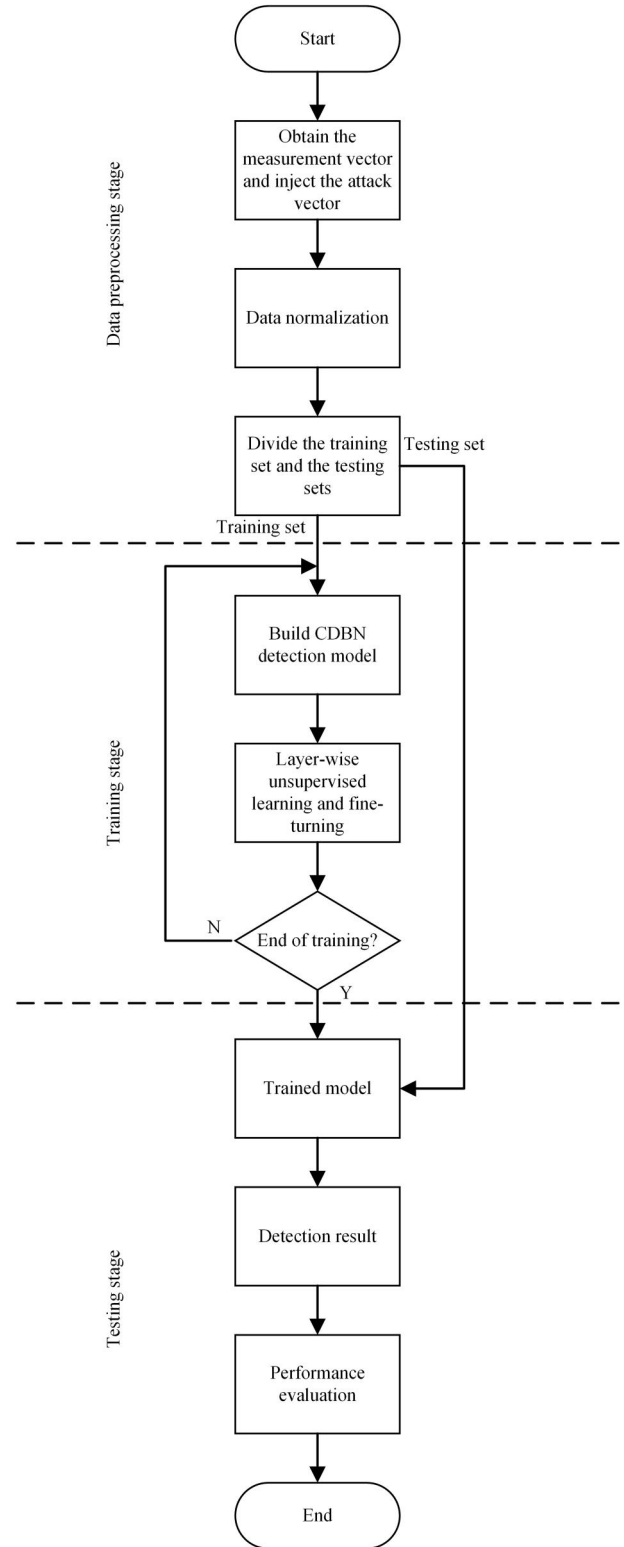 Start
Obtain the
measurement vector
and inject the attack
vector
Data preprocessing stage
Data normalization
Divide the training
set and the testing
sets
Testing set
Training set
Build CDBN
detection model
Layer-wise
unsupervised
learning and fine-
turning
Training stage
N
End of training?
Y
Trained model
Detection result
Testing stage
Performance
evaluation
End